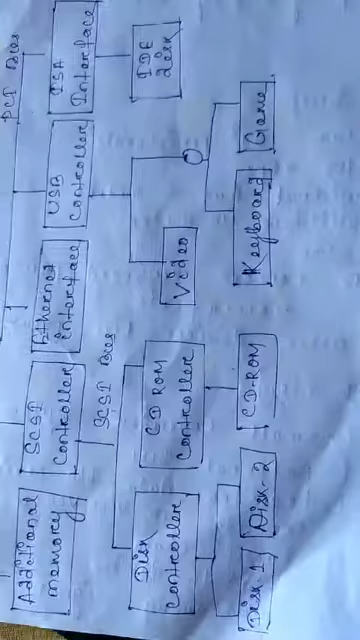 PCI Bus
Additional
memory
SCSI
Controller
Ethernet
interface
USB
Controller
ISA
Interface
SCSI Bus
Disk
Controller
CD ROM
Controller
Video
IDE
Disk
Disk-1
Disk-2
CD-ROM
Keyboard
Game